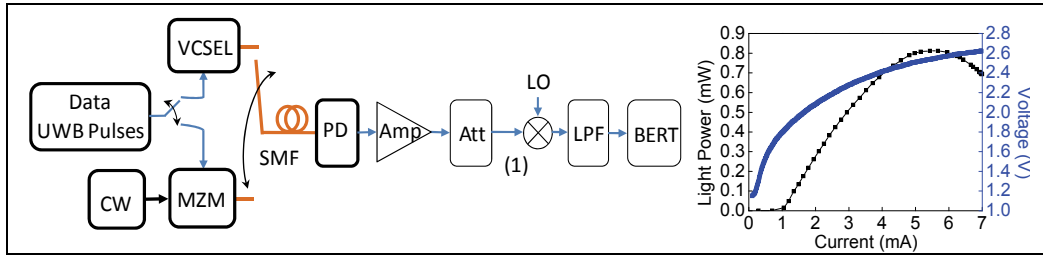 VCSEL
Data
UWB Pulses
CW
MZM
SMF
PD
Amp
Att
(1)
LO
LPF
BERT
Light Power (mW)
0.9
0.8
0.7
0.6
0.5
0.4
0.3
0.2
0.1
0.0
0 1 2 3 4 5 6 7
Current (mA)
2.8
2.6
2.4
2.2
2.0
1.8
1.6
1.4
1.2
1.0
Voltage (V)